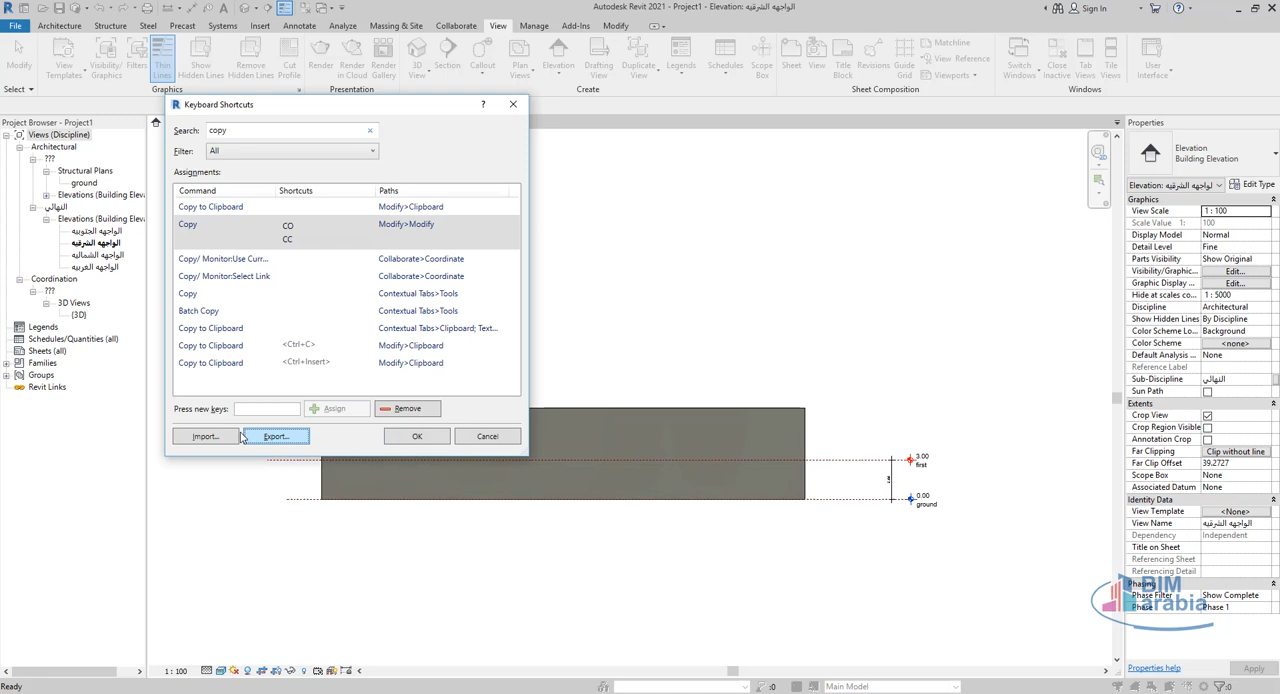 Autodesk Revit 2021 - Project1 - Elevation: الواجهه الشرقيه
Sign In
File Architecture Structure Steel Precast Systems Insert Annotate Analyze Massing & Site Collaborate View Manage Add-Ins Modify
Modify
View Templates
Visibility/ Graphics
Filters
Thin Lines
Show Hidden Lines
Remove Hidden Lines
Cut Profile
Render
Render in Cloud
Render Gallery
3D View
Section
Callout
Plan Views
Elevation
Drafting View
Duplicate View
Legends
Schedules
Scope Box
Sheet
View
Title Block
Revisions
Guide Grid
Matchline
View Reference
Viewports
Switch Windows
Close Inactive
Tab Views
Tile Views
User Interface
Select
Graphics
Presentation
Create
Sheet Composition
Windows
Project Browser - Project1
Views (Discipline)
Architectural
???
Structural Plans
ground
Elevations (Building Eleva
النهائي
Elevations (Building Eleva
الواجهه الجنوبيه
الواجهه الشرقيه
الواجهه الشماليه
الواجهه الغربيه
Coordination
???
3D Views
{3D}
Legends
Schedules/Quantities (all)
Sheets (all)
Families
Groups
Revit Links
Keyboard Shortcuts
Search: copy
Filter: All
Assignments:
Command Shortcuts Paths
Copy to Clipboard Modify>Clipboard
Copy CO Modify>Modify
CC
Copy/ Monitor:Use Curr... Collaborate>Coordinate
Copy/ Monitor:Select Link Collaborate>Coordinate
Copy Contextual Tabs>Tools
Batch Copy Contextual Tabs>Tools
Copy to Clipboard Contextual Tabs>Clipboard; Text...
Copy to Clipboard <Ctrl+C> Modify>Clipboard
Copy to Clipboard <Ctrl+Insert> Modify>Clipboard
Press new keys: Assign Remove
Import... Export... OK Cancel
3.00
first
0.00
ground
Properties
Elevation
Building Elevation
Elevation: الواجهه الشرقيه Edit Type
Graphics
View Scale 1 : 100
Scale Value 1: 100
Display Model Normal
Detail Level Fine
Parts Visibility Show Original
Visibility/Graphic... Edit...
Graphic Display ... Edit...
Hide at scales co... 1 : 5000
Discipline Architectural
Show Hidden Lines By Discipline
Color Scheme Lo... Background
Color Scheme <none>
Default Analysis ... None
Reference Label
Sub-Discipline النهائي
Sun Path
Extents
Crop View
Crop Region Visible
Annotation Crop
Far Clipping Clip without line
Far Clip Offset 39.2727
Scope Box None
Associated Datum None
Identity Data
View Template <None>
View Name الواجهه الشرقيه
Dependency Independent
Title on Sheet
Referencing Sheet
Referencing Detail
Phasing
Phase Filter Show Complete
Phase Phase 1
BIM
arabia
Properties help Apply
1 : 100
Ready
:0
Main Model
:0